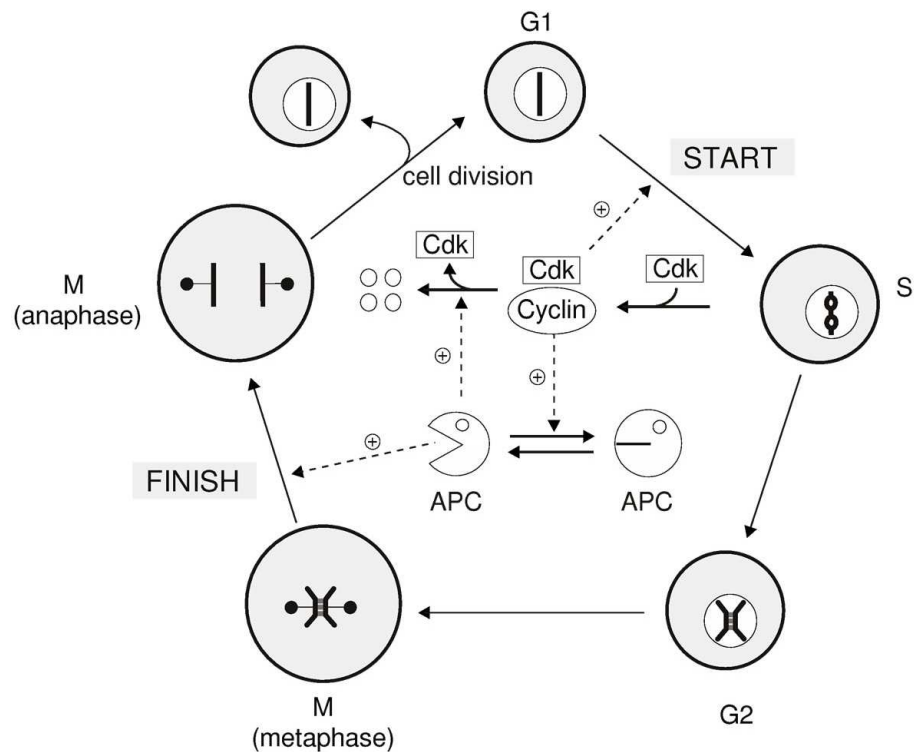 G1
START
cell division
Cdk
Cdk
Cdk
Cyclin
S
M
(anaphase)
+
+
+
+
FINISH
APC
APC
M
(metaphase)
G2